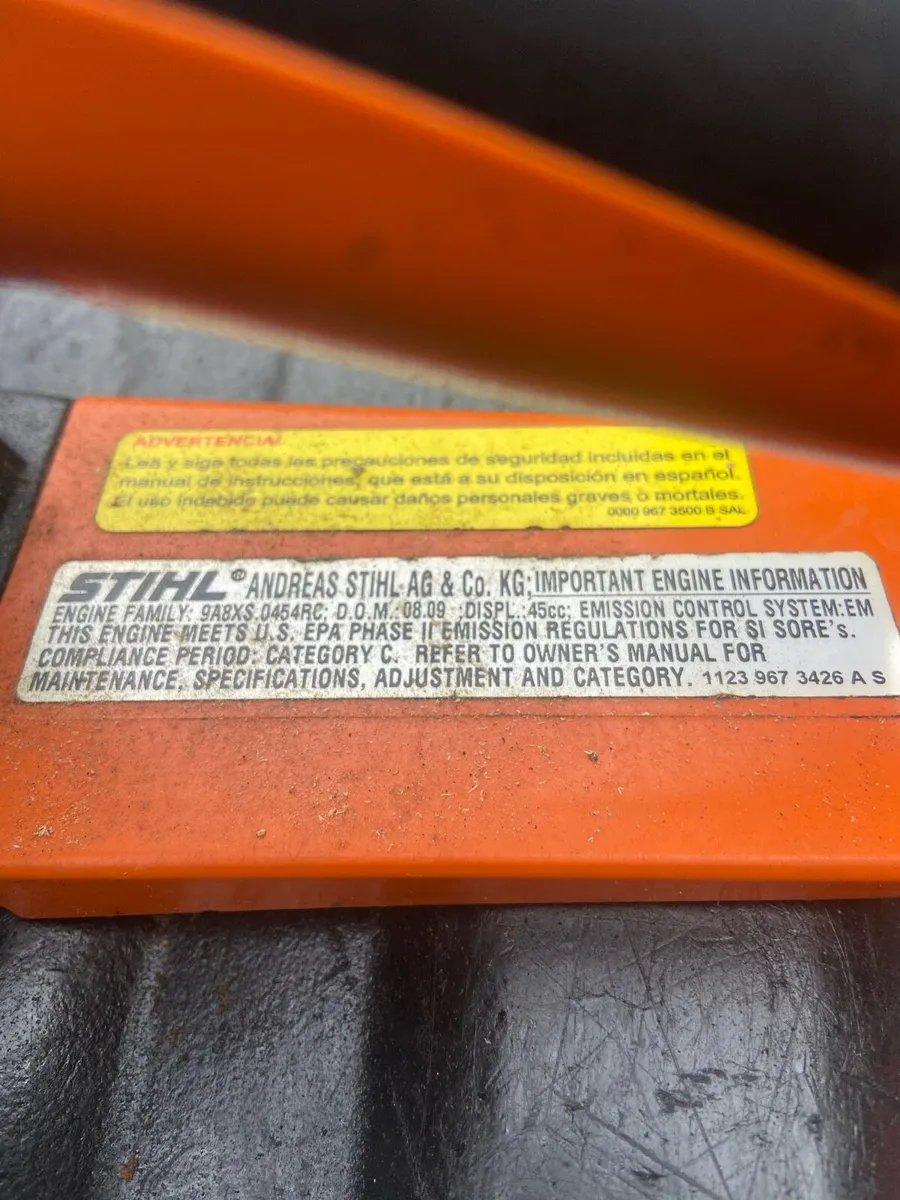 ADVERTENCIA!
Lea y siga todas las precauciones de seguridad incluidas en el
manual de instrucciones, que está a su disposición en español.
El uso indebido puede causar daños personales graves o mortales.
0000 967 3500 B SAL
STIHL® ANDREAS STIHL AG & Co. KG; IMPORTANT ENGINE INFORMATION
ENGINE FAMILY: 9A8XS.0454RC; D.O.M.: 08.09 DISPL.:45cc; EMISSION CONTROL SYSTEM:EM
THIS ENGINE MEETS U.S. EPA PHASE II EMISSION REGULATIONS FOR SI SORE's.
COMPLIANCE PERIOD: CATEGORY C. REFER TO OWNER'S MANUAL FOR
MAINTENANCE, SPECIFICATIONS, ADJUSTMENT AND CATEGORY. 1123 967 3426 A S